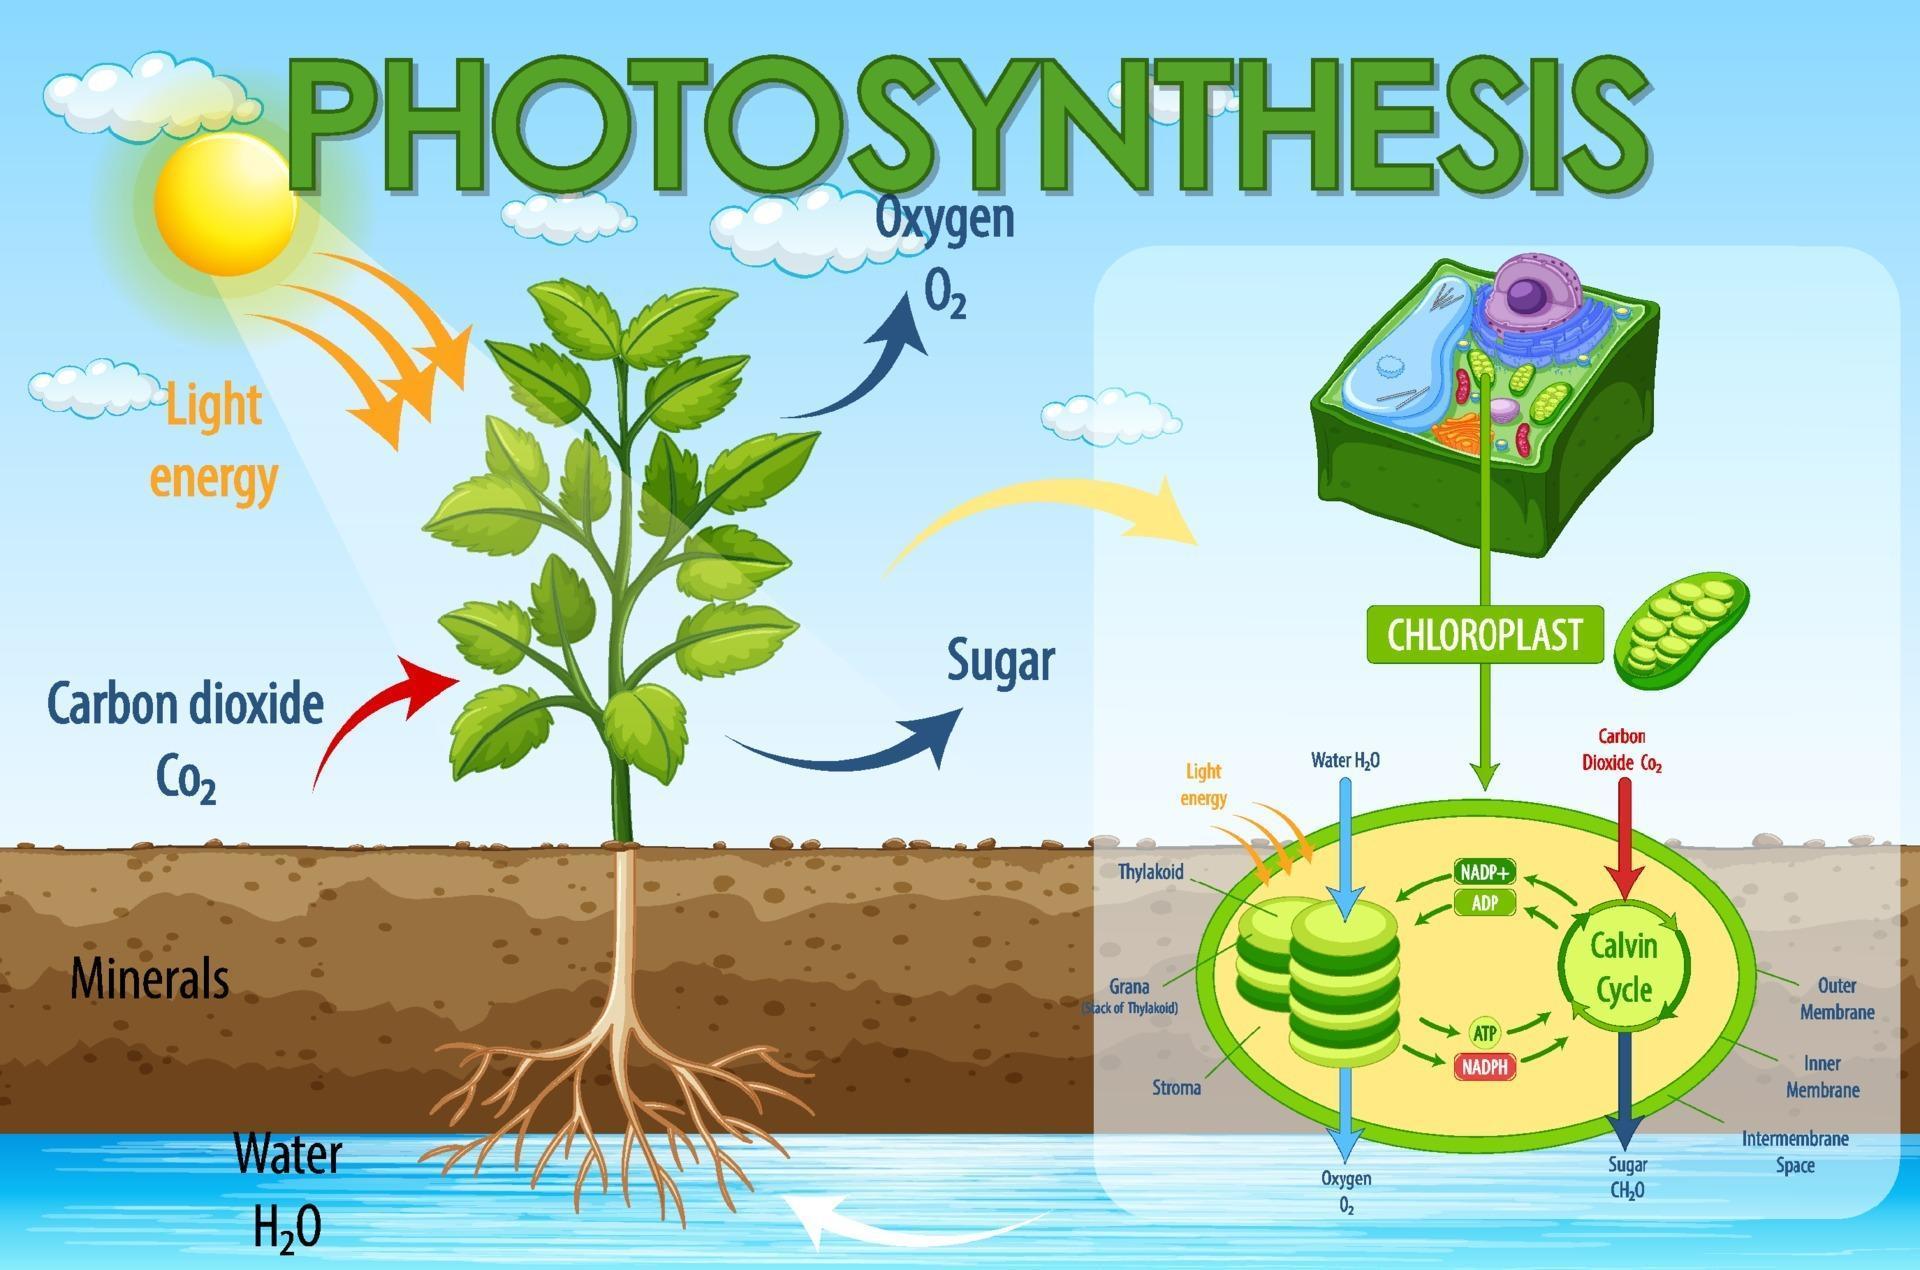 PHOTOSYNTHESIS
Oxygen
O₂
Light
energy
Sugar
Carbon dioxide
Co₂
Minerals
Water
H₂O
CHLOROPLAST
Light
energy
Water H₂O
Carbon
Dioxide Co₂
Thylakoid
Grana
(Stack of Thylakoid)
Stroma
NADP+
ADP
Calvin
Cycle
ATP
NADPH
Outer
Membrane
Inner
Membrane
Intermembrane
Space
Oxygen
O₂
Sugar
CH₂O